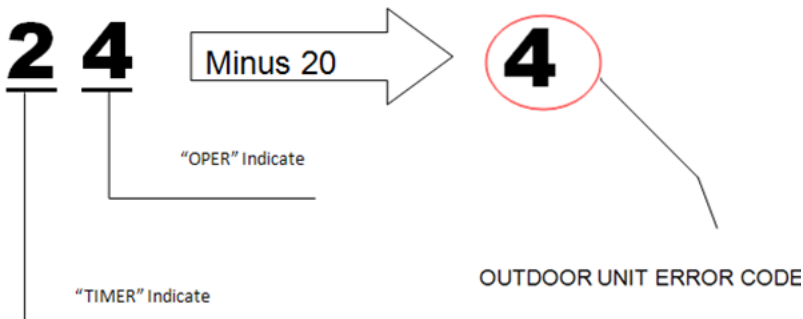 2 4 Minus 20 4
“OPER” Indicate
OUTDOOR UNIT ERROR CODE
“TIMER” Indicate